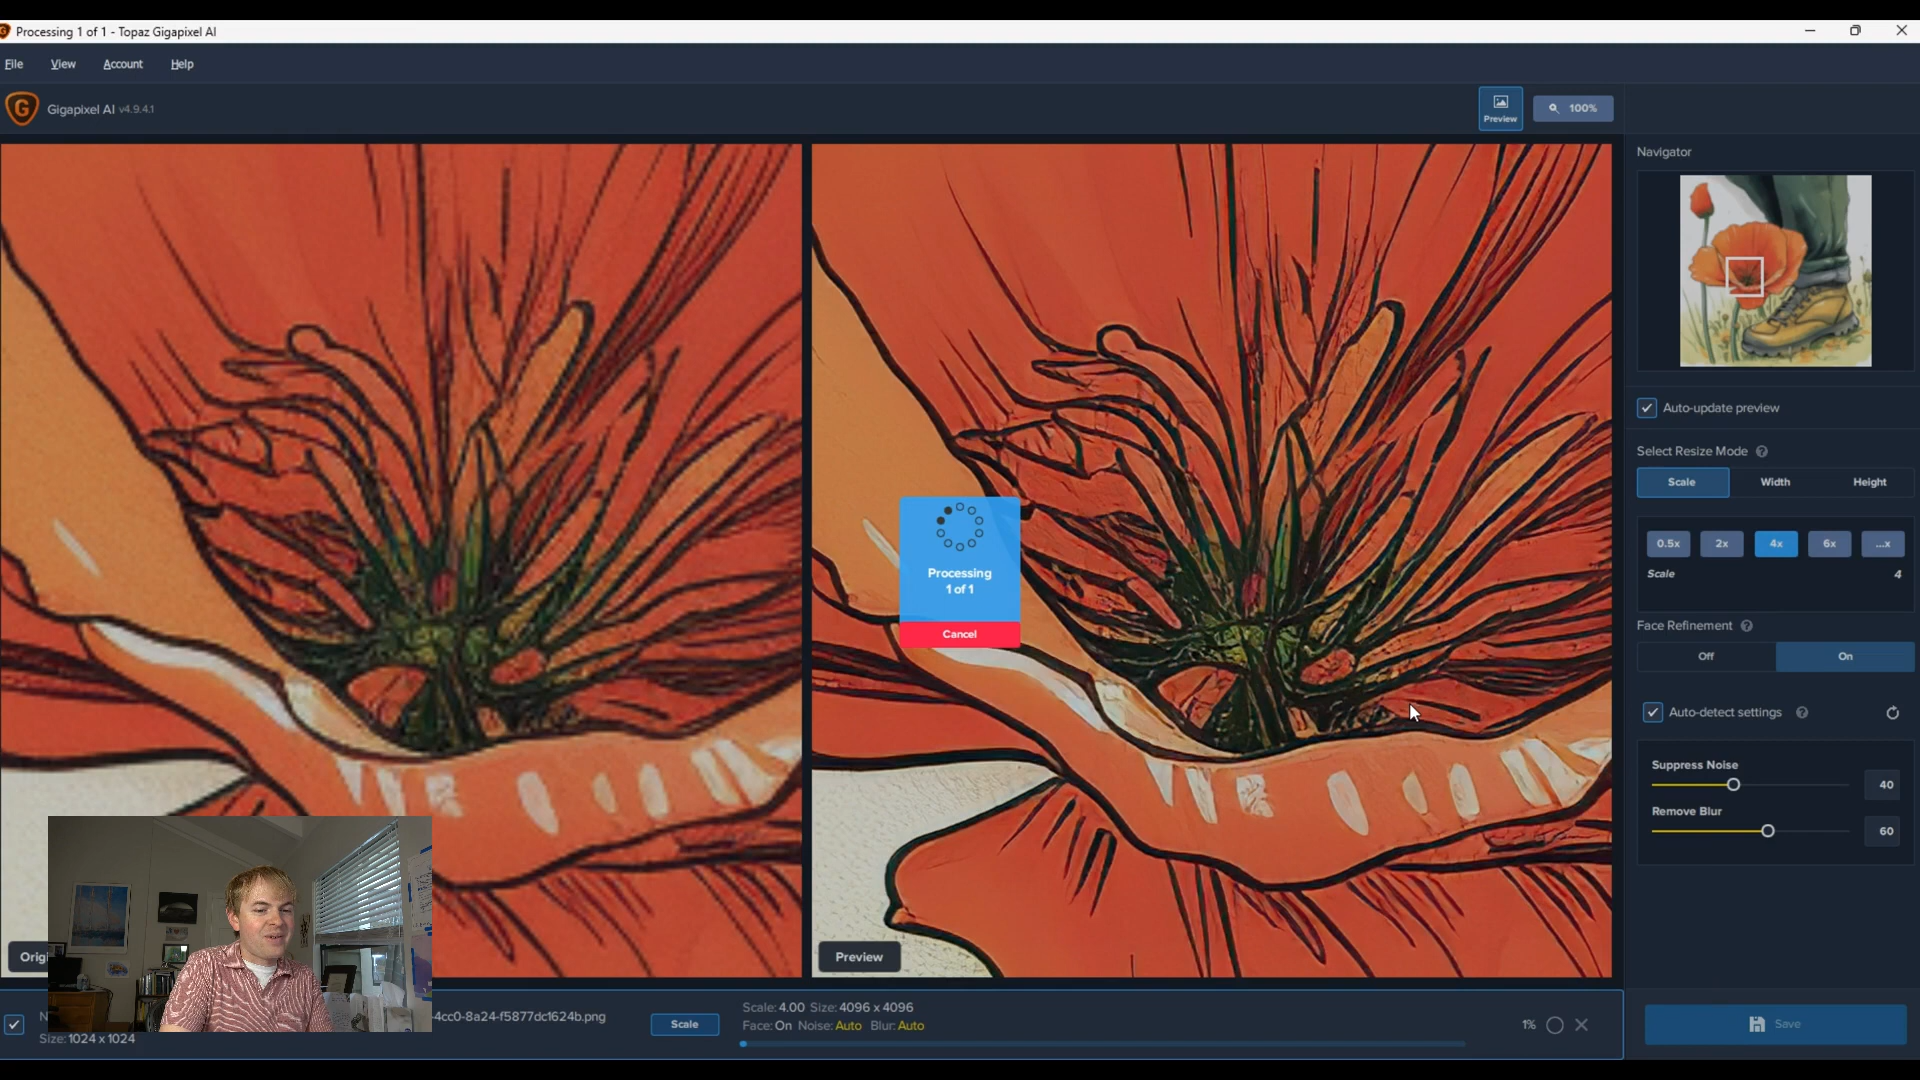 Processing 1 of 1 - Topaz Gigapixel AI
File View Account Help
Gigapixel AI v4.9.4.1
Preview
100%
Navigator
Auto-update preview
Select Resize Mode
Scale Width Height
0.5x 2x 4x 6x ...x
Scale 4
Face Refinement
Off On
Auto-detect settings
Suppress Noise
40
Remove Blur
60
Processing
1 of 1
Cancel
Preview
-4cc0-8a24-f5877dc1624b.png
Size: 1024 x 1024
Scale
Scale: 4.00 Size: 4096 x 4096
Face: On Noise: Auto Blur: Auto
1%
Save